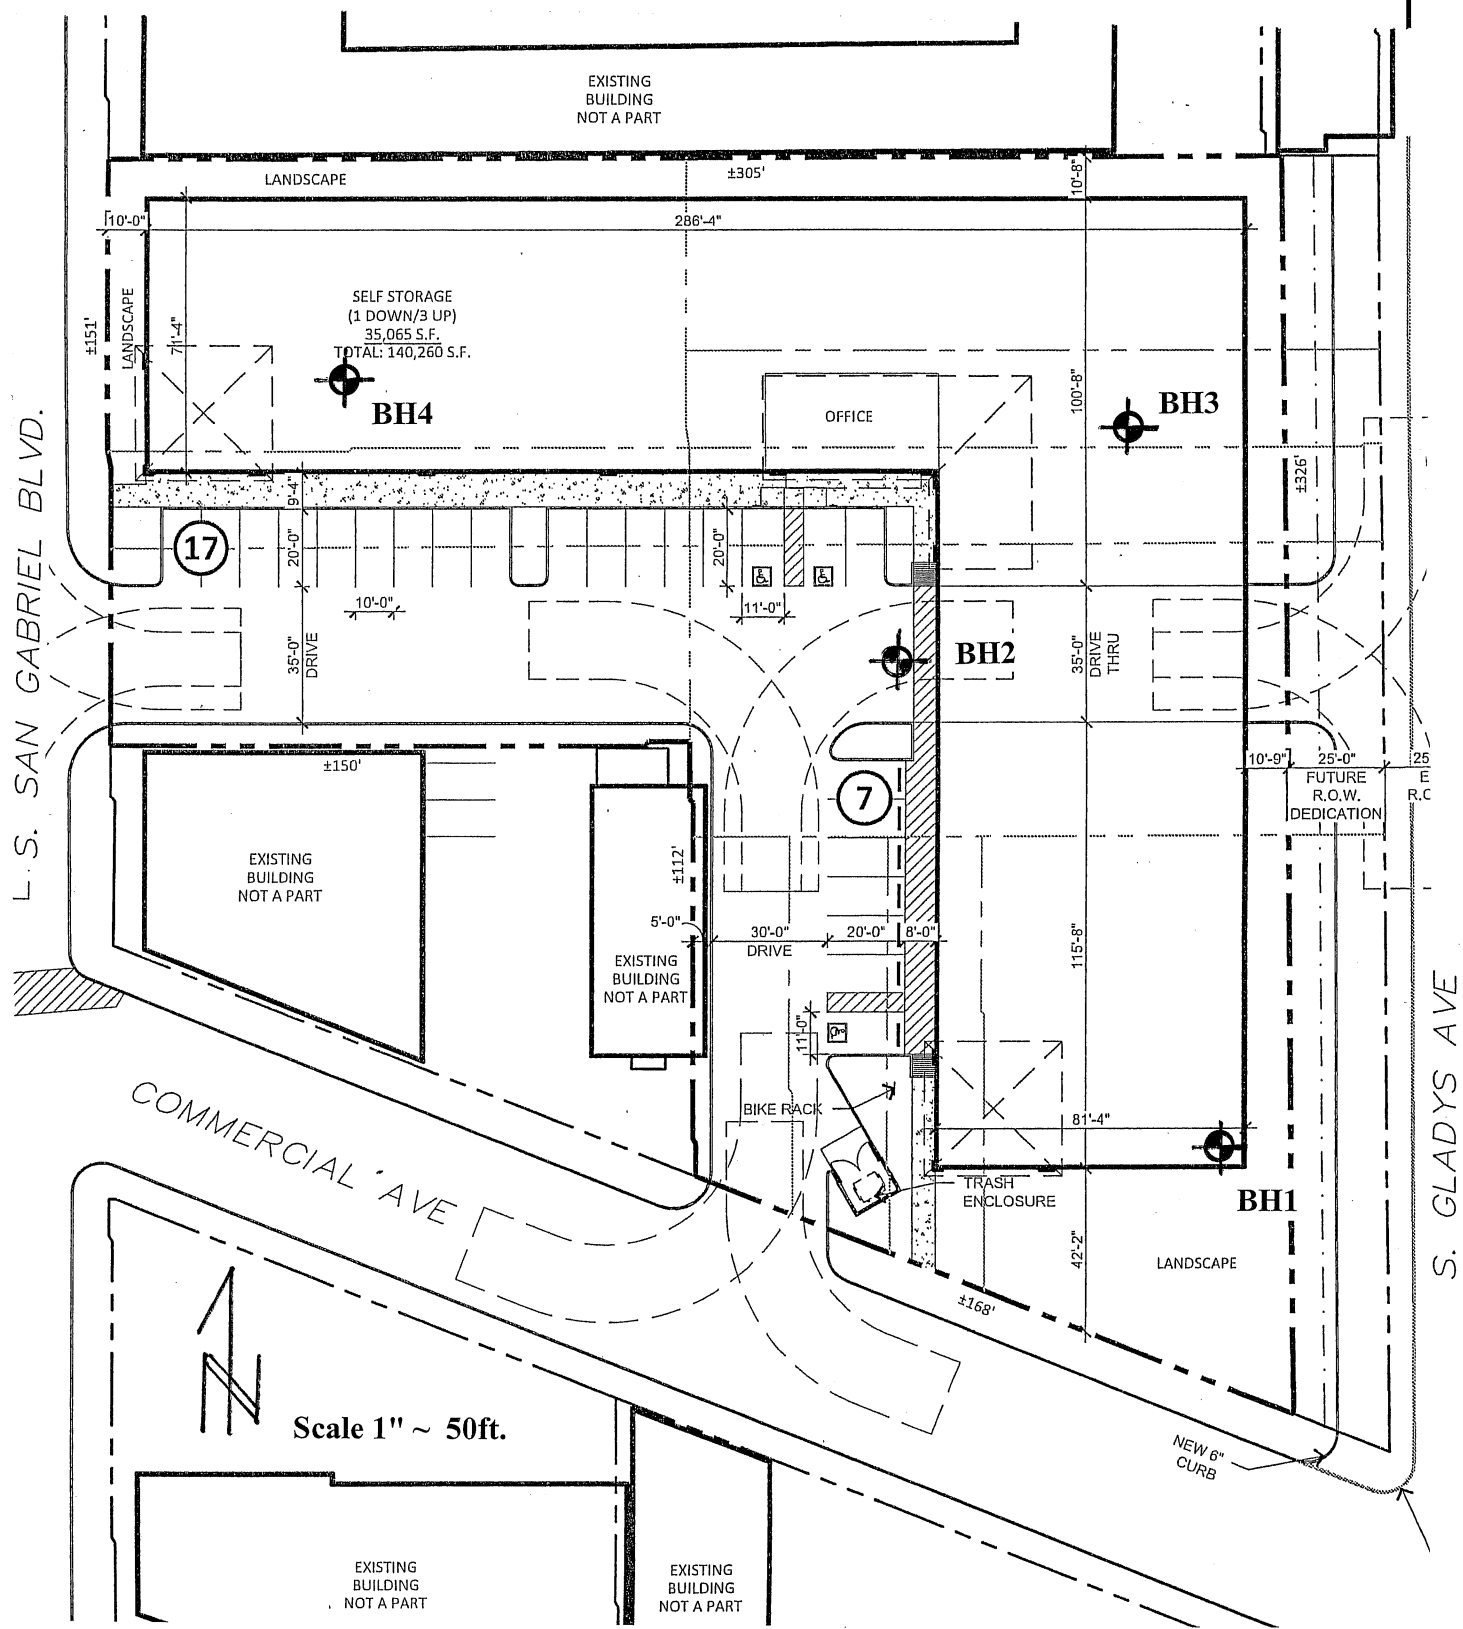 EXISTING
BUILDING
NOT A PART
LANDSCAPE
±305'
10'-8"
10'-0"
286'-4"
SELF STORAGE
(1 DOWN/3 UP)
35,065 S.F.
TOTAL: 140,260 S.F.
±151'
LANDSCAPE
71'-4"
BH4
OFFICE
100'-8"
BH3
±326'
L. S. SAN GABRIEL BLVD.
9'-4"
17
20'-0"
20'-0"
10'-0"
11'-0"
35'-0"
DRIVE
BH2
35'-0"
DRIVE
THRU
±150'
7
10'-9"
25'-0"
25
FUTURE
R.O.W.
DEDICATION
E
R.C
EXISTING
BUILDING
NOT A PART
±112'
5'-0"
30'-0"
DRIVE
20'-0"
8'-0"
115'-8"
EXISTING
BUILDING
NOT A PART
11'-0"
BIKE RACK
81'-4"
COMMERCIAL AVE
TRASH
ENCLOSURE
BH1
S. GLADYS AVE
42'-2"
LANDSCAPE
±168'
N
Scale 1" ~ 50ft.
NEW 6"
CURB
EXISTING
BUILDING
NOT A PART
EXISTING
BUILDING
NOT A PART